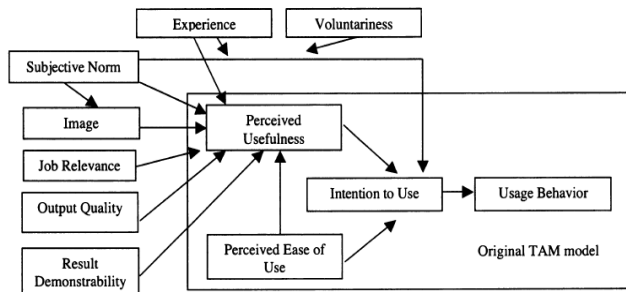 Experience
Voluntariness
Subjective Norm
Image
Perceived
Usefulness
Job Relevance
Intention to Use
Usage Behavior
Output Quality
Perceived Ease of
Use
Original TAM model
Result
Demonstrability